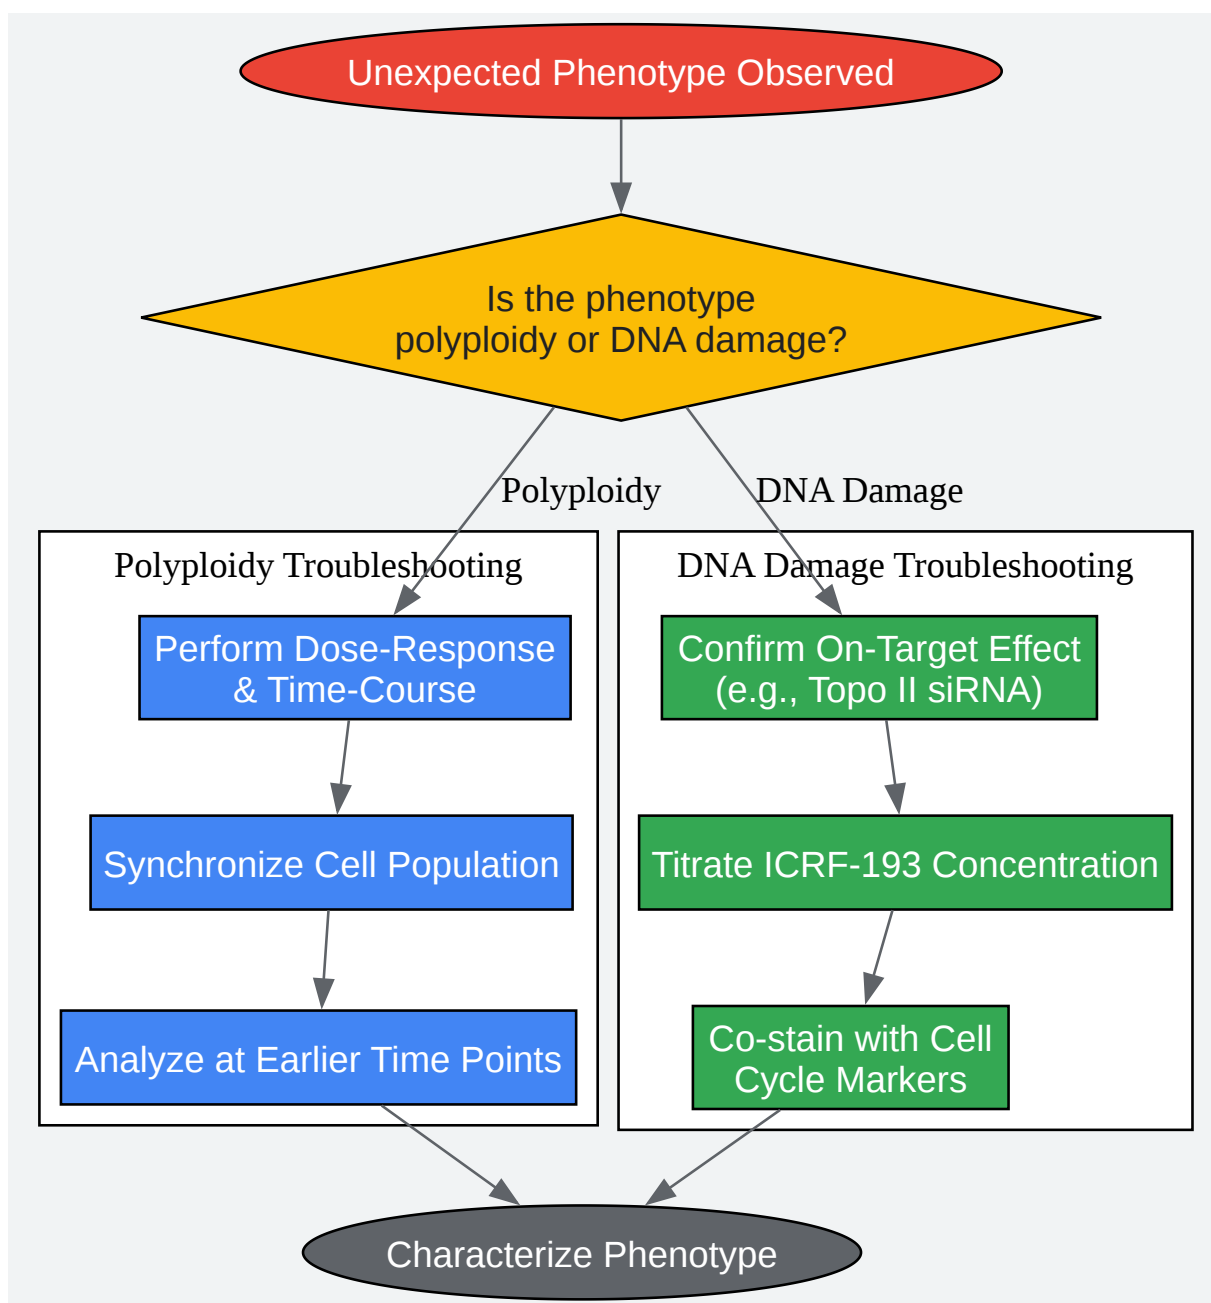 Unexpected Phenotype Observed
Is the phenotype
polyploidy or DNA damage?
Polyploidy
DNA Damage
Polyploidy Troubleshooting
Perform Dose-Response
& Time-Course
Synchronize Cell Population
Analyze at Earlier Time Points
DNA Damage Troubleshooting
Confirm On-Target Effect
(e.g., Topo II siRNA)
Titrate ICRF-193 Concentration
Co-stain with Cell
Cycle Markers
Characterize Phenotype